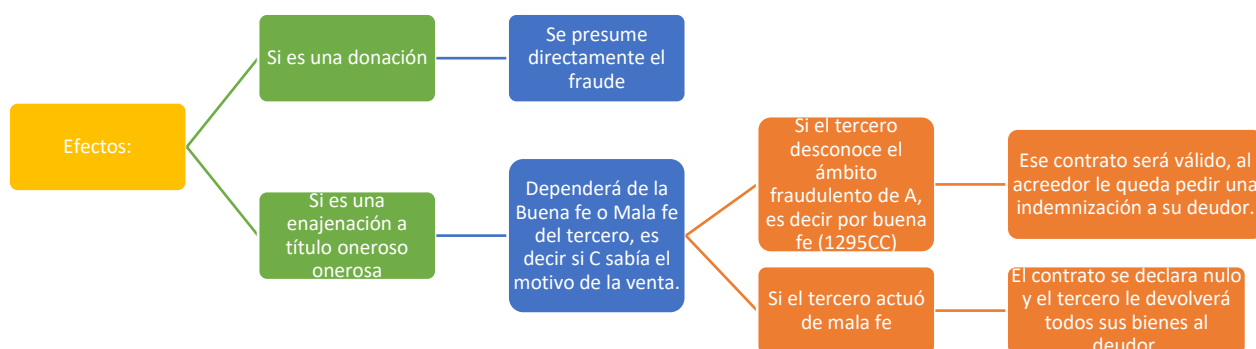 Efectos:
Si es una donación
Se presume
directamente el
fraude
Si es una
enajenación a
título oneroso
onerosa
Dependerá de la
Buena fe o Mala fe
del tercero, es
decir si C sabía el
motivo de la venta.
Si el tercero
desconoce el
ámbito
fraudulento de A,
es decir por buena
fe (1295CC)
Ese contrato será válido, al
acreedor le queda pedir una
indemnización a su deudor.
Si el tercero actuó
de mala fe
El contrato se declara nulo
y el tercero le devolverá
todos sus bienes al
deudor